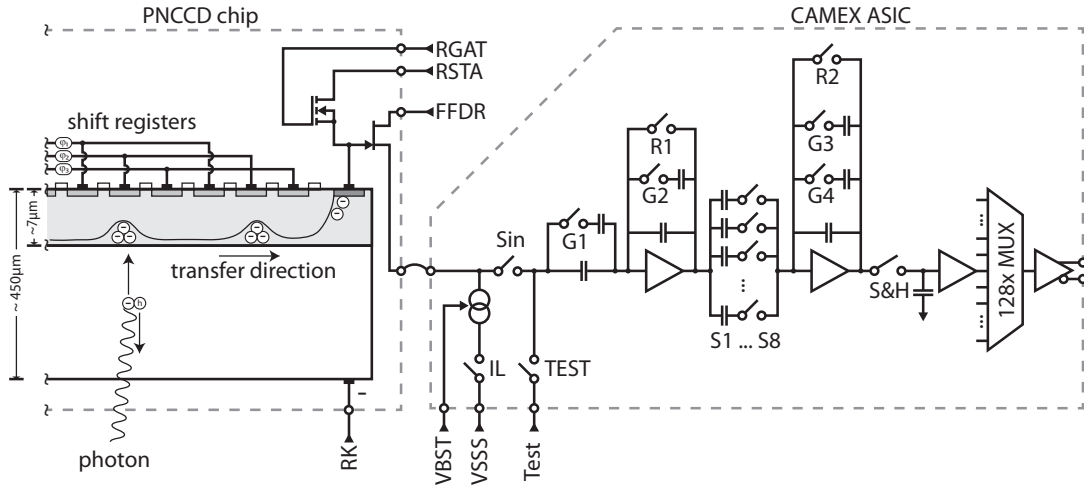 PNCCD chip
CAMEX ASIC
RGAT
RSTA
FFDR
shift registers
φ₁
φ₂
φ₃
R2
G3
G4
R1
G2
G1
Sin
~7μm
~ 450μm
transfer direction
− h
−
photon
RK
IL
TEST
VBST
VSSS
Test
S1 ... S8
S&H
...
128x MUX
...